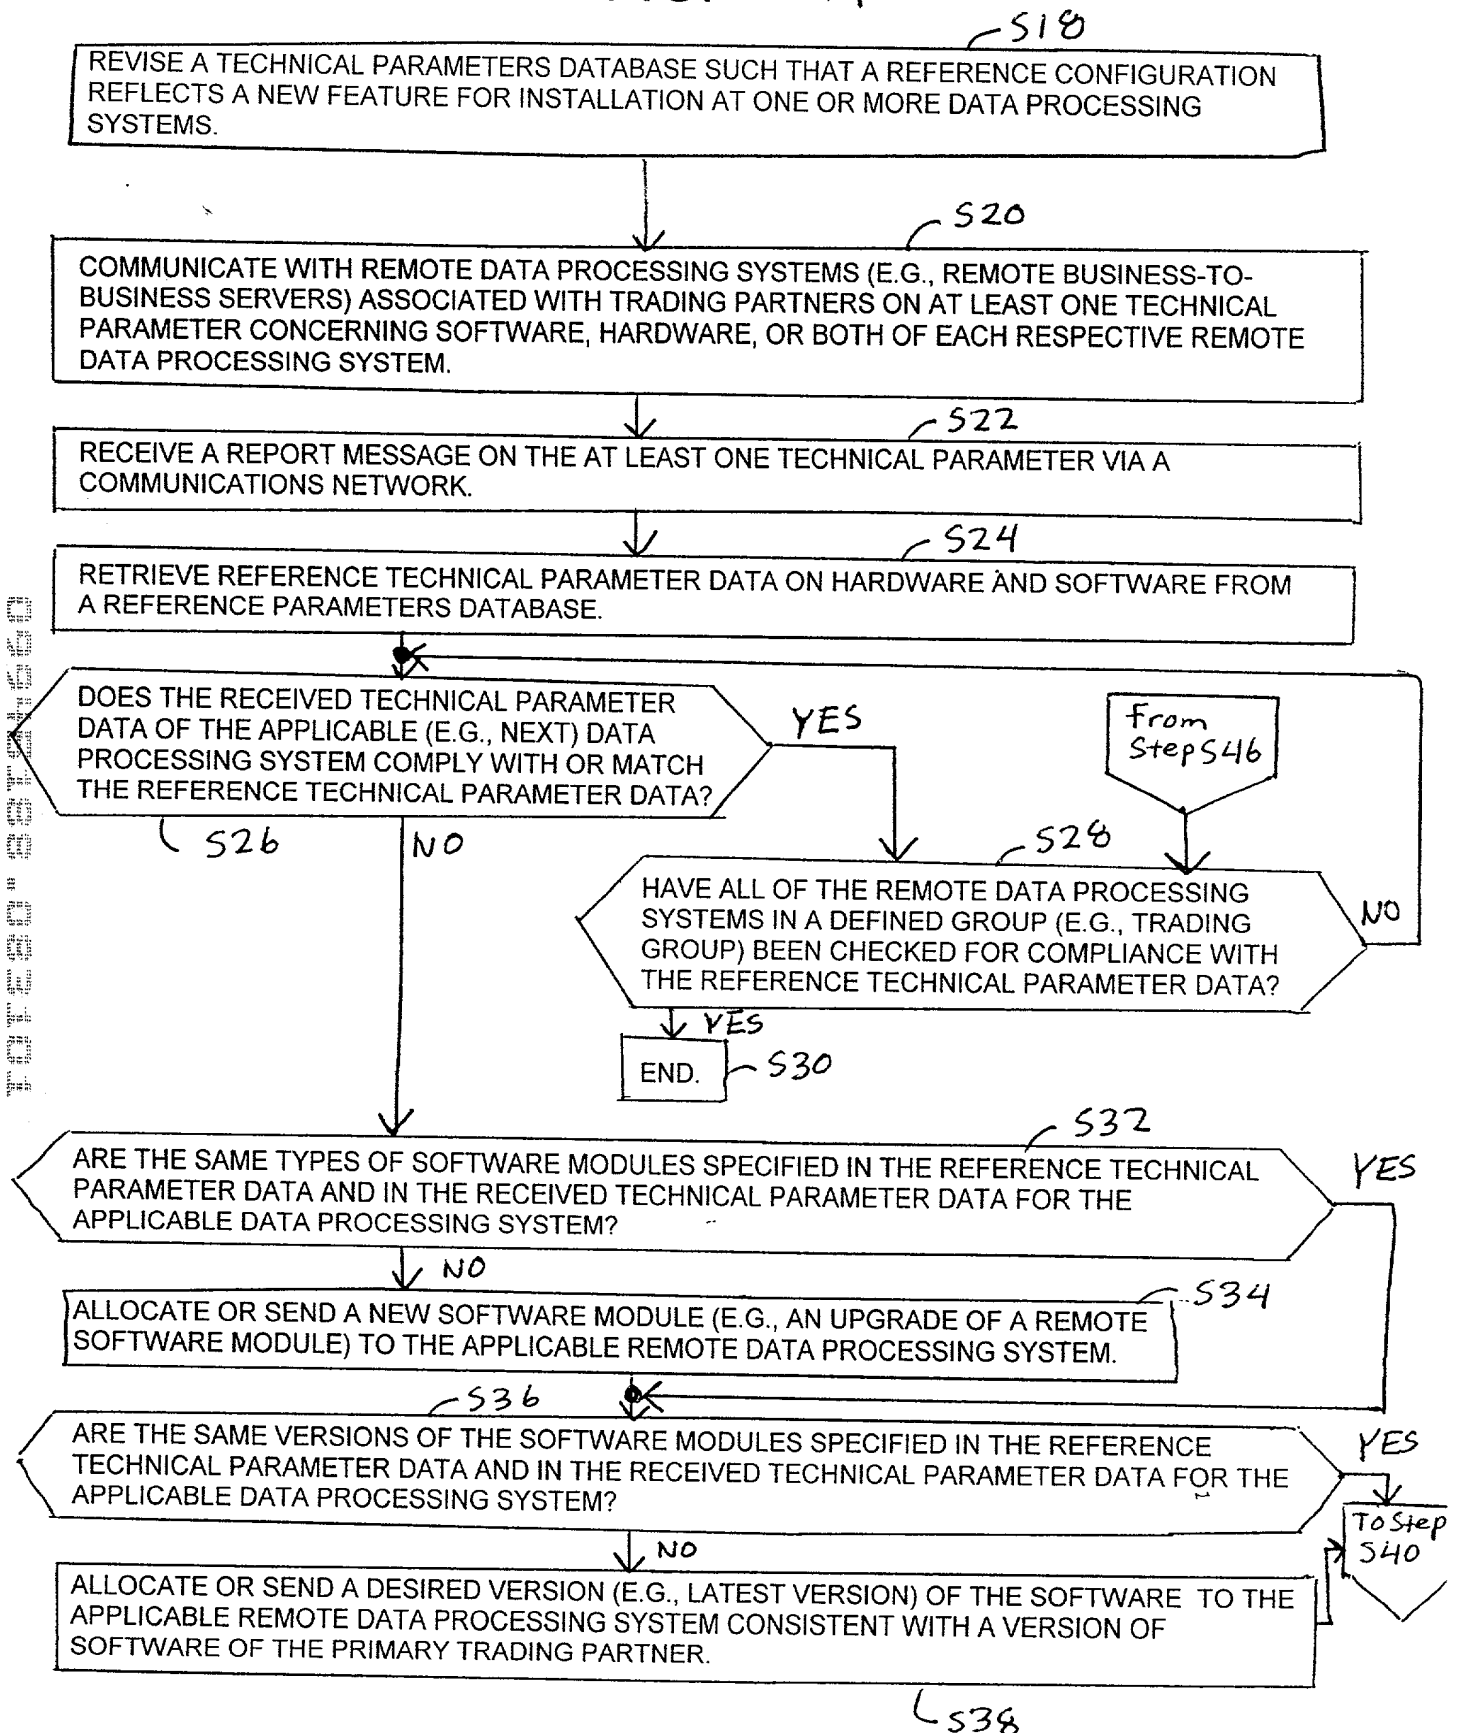 S18
REVISE A TECHNICAL PARAMETERS DATABASE SUCH THAT A REFERENCE CONFIGURATION
REFLECTS A NEW FEATURE FOR INSTALLATION AT ONE OR MORE DATA PROCESSING
SYSTEMS.
S20
COMMUNICATE WITH REMOTE DATA PROCESSING SYSTEMS (E.G., REMOTE BUSINESS-TO-
BUSINESS SERVERS) ASSOCIATED WITH TRADING PARTNERS ON AT LEAST ONE TECHNICAL
PARAMETER CONCERNING SOFTWARE, HARDWARE, OR BOTH OF EACH RESPECTIVE REMOTE
DATA PROCESSING SYSTEM.
S22
RECEIVE A REPORT MESSAGE ON THE AT LEAST ONE TECHNICAL PARAMETER VIA A
COMMUNICATIONS NETWORK.
S24
RETRIEVE REFERENCE TECHNICAL PARAMETER DATA ON HARDWARE AND SOFTWARE FROM
A REFERENCE PARAMETERS DATABASE.
DOES THE RECEIVED TECHNICAL PARAMETER
DATA OF THE APPLICABLE (E.G., NEXT) DATA
PROCESSING SYSTEM COMPLY WITH OR MATCH
THE REFERENCE TECHNICAL PARAMETER DATA?
YES
From
Step S46
S26
NO
S28
HAVE ALL OF THE REMOTE DATA PROCESSING
SYSTEMS IN A DEFINED GROUP (E.G., TRADING
GROUP) BEEN CHECKED FOR COMPLIANCE WITH
THE REFERENCE TECHNICAL PARAMETER DATA?
NO
YES
END.
S30
S32
ARE THE SAME TYPES OF SOFTWARE MODULES SPECIFIED IN THE REFERENCE TECHNICAL
PARAMETER DATA AND IN THE RECEIVED TECHNICAL PARAMETER DATA FOR THE
APPLICABLE DATA PROCESSING SYSTEM?
YES
NO
S34
ALLOCATE OR SEND A NEW SOFTWARE MODULE (E.G., AN UPGRADE OF A REMOTE
SOFTWARE MODULE) TO THE APPLICABLE REMOTE DATA PROCESSING SYSTEM.
S36
ARE THE SAME VERSIONS OF THE SOFTWARE MODULES SPECIFIED IN THE REFERENCE
TECHNICAL PARAMETER DATA AND IN THE RECEIVED TECHNICAL PARAMETER DATA FOR THE
APPLICABLE DATA PROCESSING SYSTEM?
YES
To Step
S40
NO
ALLOCATE OR SEND A DESIRED VERSION (E.G., LATEST VERSION) OF THE SOFTWARE TO THE
APPLICABLE REMOTE DATA PROCESSING SYSTEM CONSISTENT WITH A VERSION OF
SOFTWARE OF THE PRIMARY TRADING PARTNER.
S38